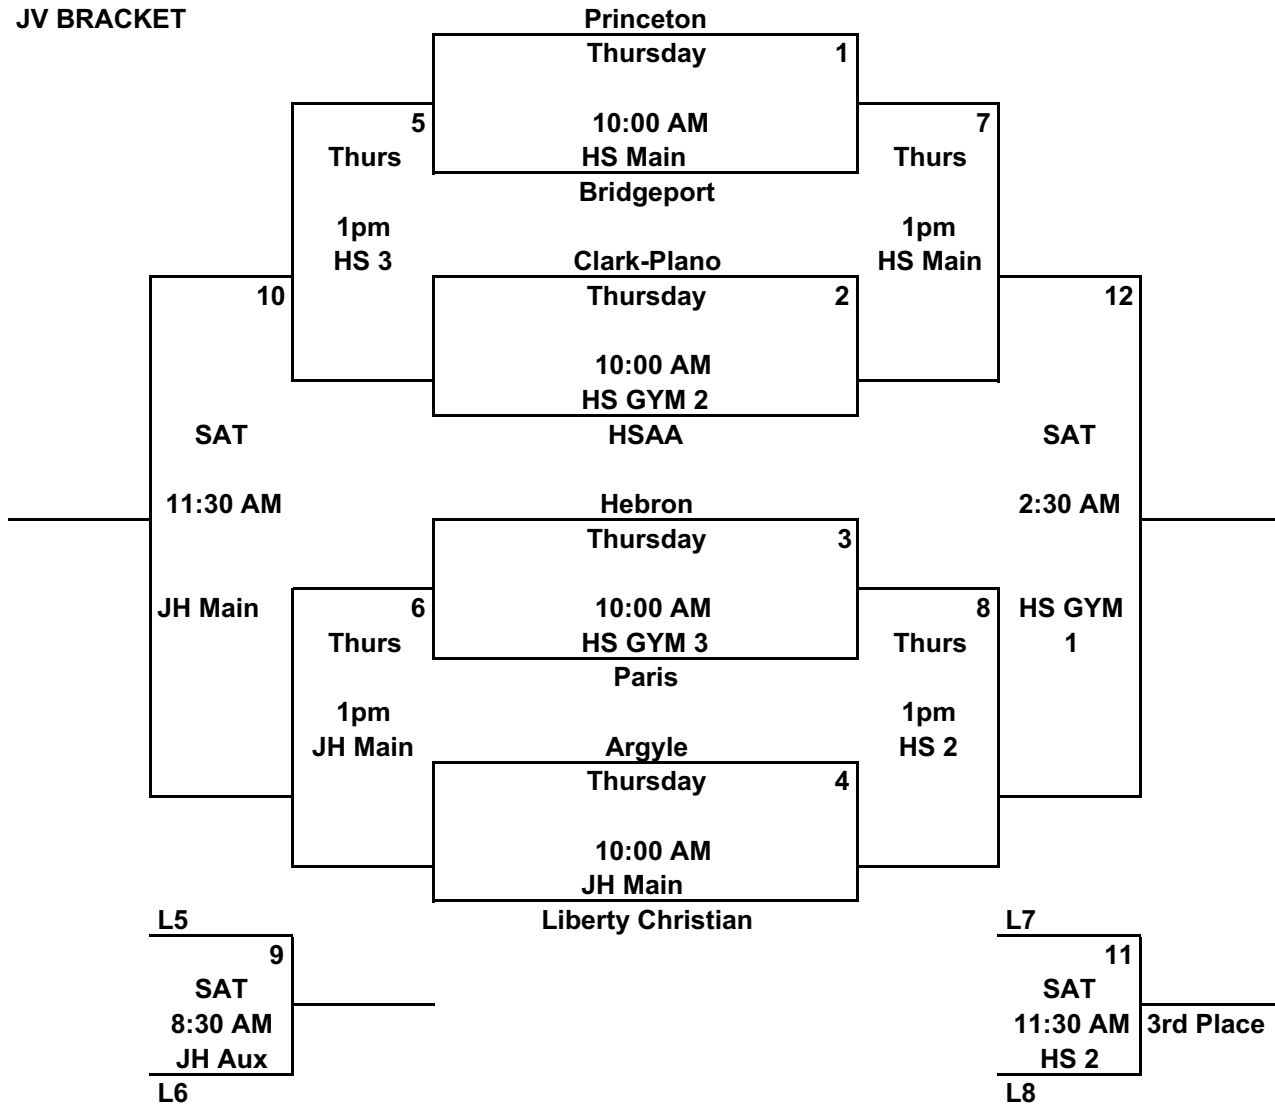 JV BRACKET
Princeton
Thursday 1
5 10:00 AM 7
Thurs HS Main Thurs
Bridgeport
1pm 1pm
HS 3 Clark-Plano HS Main
10 Thursday 2 12
10:00 AM
HS GYM 2
SAT HSAA SAT
11:30 AM Hebron 2:30 AM
Thursday 3
JH Main 6 10:00 AM 8 HS GYM
Thurs HS GYM 3 Thurs 1
Paris
1pm 1pm
JH Main Argyle HS 2
Thursday 4
10:00 AM
JH Main
L5 Liberty Christian L7
9 11
SAT SAT
8:30 AM 11:30 AM 3rd Place
JH Aux HS 2
L6 L8